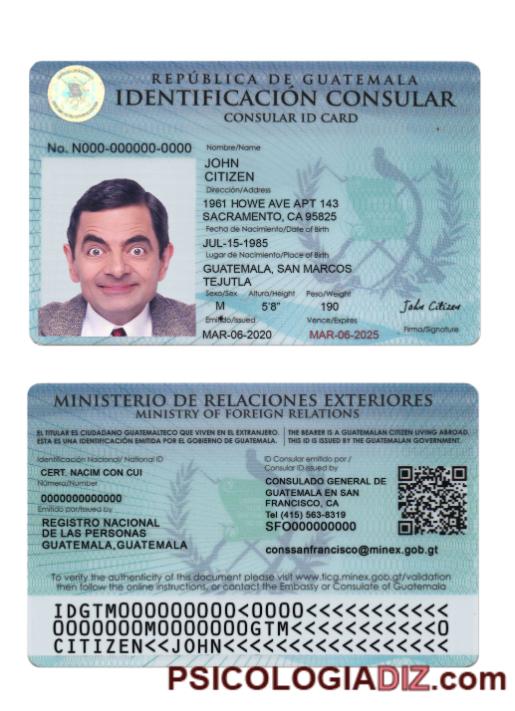 REPÚBLICA DE GUATEMALA
IDENTIFICACIÓN CONSULAR
CONSULAR ID CARD
No. N000-000000-0000
Nombre/Name
JOHN
CITIZEN
Dirección/Address
1961 HOWE AVE APT 143
SACRAMENTO, CA 95825
Fecha de Nacimiento/Date of Birth
JUL-15-1985
Lugar de Nacimiento/Place of Birth
GUATEMALA, SAN MARCOS
TEJUTLA
Sexo/Sex Altura/Height Peso/Weight
M 5'8" 190
Emitido/Issued Vence/Expires
MAR-06-2020 MAR-06-2025
John Citizen
Firma/Signature
MINISTERIO DE RELACIONES EXTERIORES
MINISTRY OF FOREIGN RELATIONS
EL TITULAR ES CIUDADANO GUATEMALTECO QUE VIVEN EN EL EXTRANJERO.
ESTA ES UNA IDENTIFICACIÓN EMITIDA POR EL GOBIERNO DE GUATEMALA.
THE BEARER IS A GUATEMALAN CITIZEN LIVING ABROAD.
THIS ID IS ISSUED BY THE GUATEMALAN GOVERNMENT.
Identificación Nacional/ National ID
CERT. NACIM CON CUI
Número/Number
0000000000000
Emitido por/Issued by
REGISTRO NACIONAL
DE LAS PERSONAS
GUATEMALA,GUATEMALA
ID Consular emitido por /
Consular ID issued by
CONSULADO GENERAL DE
GUATEMALA EN SAN
FRANCISCO, CA
Tel (415) 563-8319
SFO000000000
conssanfrancisco@minex.gob.gt
To verify the authenticity of this document please visit www.ticg.minex.gob.gt/validation
then follow the online instructions, or contact the Embassy or Consulate of Guatemala
IDGTM0000000000<0000<<<<<<<<<<<
0000000M00000000GTM<<<<<<<<<<<0
CITIZEN<<JOHN<<<<<<<<<<<<<<<<<<
PSICOLOGIADIZ.com